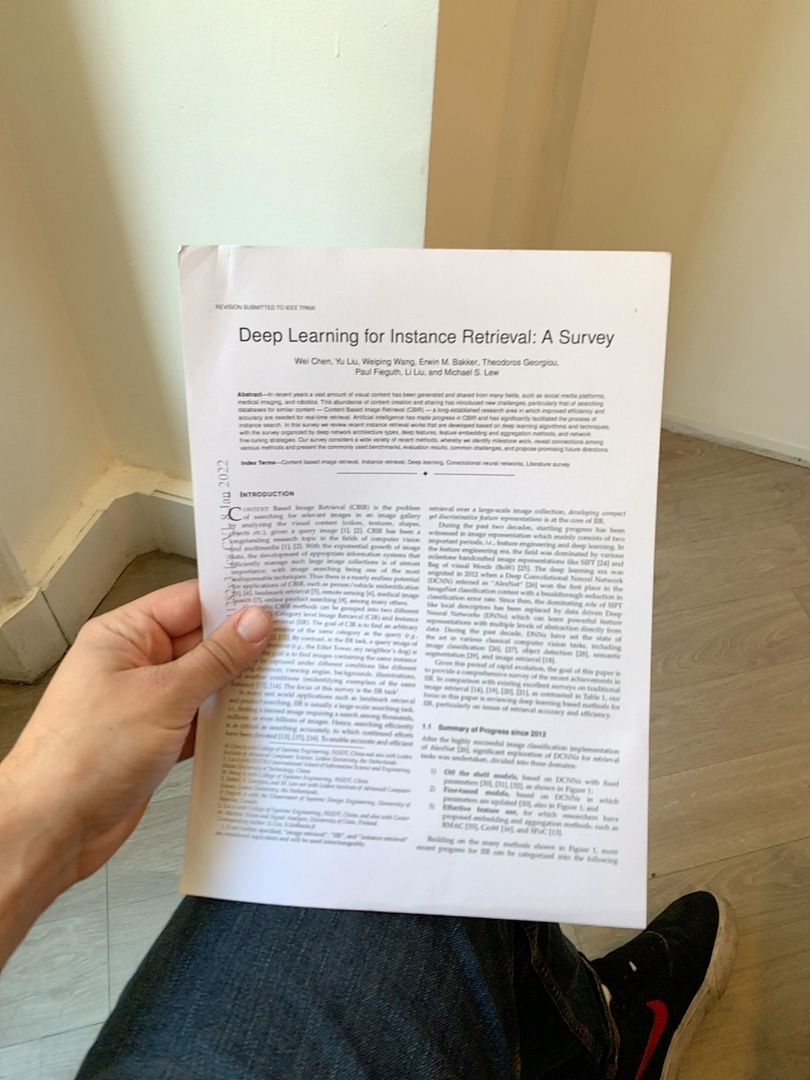 REVISION SUBMITTED TO IEEE TPAMI
1
Deep Learning for Instance Retrieval: A Survey
Wei Chen, Yu Liu, Weiping Wang, Erwin M. Bakker, Theodoros Georgiou,
Paul Fieguth, Li Liu, and Michael S. Lew
Abstract—In recent years a vast amount of visual content has been generated and shared from many fields, such as social media platforms,
medical imaging, and robotics. This abundance of content creation and sharing has introduced new challenges, particularly that of searching
databases for similar content — Content Based Image Retrieval (CBIR) — a long-established research area in which improved efficiency and
accuracy are needed for real-time retrieval. Artificial intelligence has made progress in CBIR and has significantly facilitated the process of
instance search. In this survey we review recent instance retrieval works that are developed based on deep learning algorithms and techniques,
with the survey organized by deep network architecture types, deep features, feature embedding and aggregation methods, and network
fine-tuning strategies. Our survey considers a wide variety of recent methods, whereby we identify milestone work, reveal connections among
various methods and present the commonly used benchmarks, evaluation results, common challenges, and propose promising future directions.
Index Terms—Content based image retrieval, Instance retrieval, Deep learning, Convolutional neural networks, Literature survey
8 Jan 2022
INTRODUCTION
CONTENT Based Image Retrieval (CBIR) is the problem
of searching for relevant images in an image gallery
analyzing the visual content (colors, textures, shapes,
objects etc.), given a query image [1], [2]. CBIR has been a
longstanding research topic in the fields of computer vision
and multimedia [1], [2]. With the exponential growth of image
data, the development of appropriate information systems that
efficiently manage such large image collections is of utmost
importance, with image searching being one of the most
indispensable techniques. Thus there is a nearly endless potential
applications of CBIR, such as person/vehicle reidentification
[3], [4], landmark retrieval [5], remote sensing [6], medical image
search [7], online product searching [8], among many others.
CBIR methods can be grouped into two different
Category level Image Retrieval (CIR) and Instance
Retrieval (IIR). The goal of CIR is to find an arbitrary
image of the same category as the query (e.g.,
By contrast, in the IIR task, a query image of
(e.g., the Eiffel Tower, my neighbor's dog) is
is to find images containing the same instance
captured under different conditions like different
viewing angles, backgrounds, illuminations,
conditions (reidentifying exemplars of the same
[13], [14]. The focus of this survey is the IIR task¹.
In many real world applications such as landmark retrieval
and product searching, IIR is usually a large-scale searching task,
i.e., finding a desired image requiring a search among thousands,
millions, or even billions of images. Hence, searching efficiently
is as critical as searching accurately, to which continued efforts
have been devoted [13], [15], [16]. To enable accurate and efficient
retrieval over a large-scale image collection, developing compact
yet discriminative feature representations is at the core of IIR.
During the past two decades, startling progress has been
witnessed in image representation which mainly consists of two
important periods, i.e., feature engineering and deep learning. In
the feature engineering era, the field was dominated by various
milestone handcrafted image representations like SIFT [24] and
Bag of visual Words (BoW) [25]. The deep learning era was
reignited in 2012 when a Deep Convolutional Neural Network
(DCNN) referred as "AlexNet" [26] won the first place in the
ImageNet classification contest with a breakthrough reduction in
classification error rate. Since then, the dominating role of SIFT
like local descriptors has been replaced by data driven Deep
Neural Networks (DNNs) which can learn powerful feature
representations with multiple levels of abstraction directly from
data. During the past decade, DNNs have set the state of
the art in various classical computer vision tasks, including
image classification [26], [27], object detection [28], semantic
segmentation [29], and image retrieval [18].
Given this period of rapid evolution, the goal of this paper is
to provide a comprehensive survey of the recent achievements in
IIR. In comparison with existing excellent surveys on traditional
image retrieval [14], [19], [20], [21], as contrasted in Table 1, our
focus in this paper is reviewing deep learning based methods for
IIR, particularly on issues of retrieval accuracy and efficiency.
1.1 Summary of Progress since 2012
After the highly successful image classification implementation
of AlexNet [26], significant exploration of DCNNs for retrieval
tasks was undertaken, divided into three domains:
1) Off the shelf models, based on DCNNs with fixed
parameters [30], [31], [32], as shown in Figure 1;
2) Fine-tuned models, based on DCNNs in which
parameters are updated [30], also in Figure 1; and
3) Effective feature use, for which researchers have
proposed embedding and aggregation methods, such as
RMAC [33], CroW [16], and SPoC [13].
Building on the many methods shown in Figure 1, more
recent progress for IIR can be categorized into the following